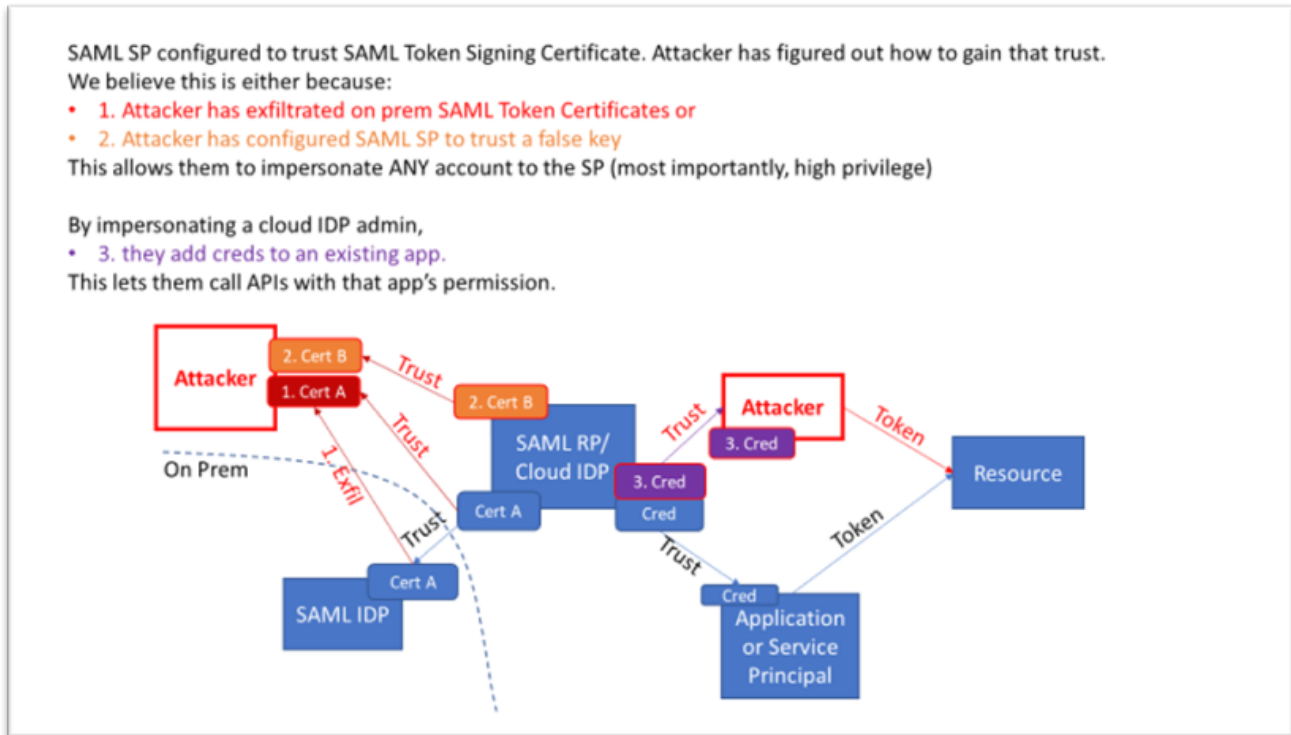 SAML SP configured to trust SAML Token Signing Certificate. Attacker has figured out how to gain that trust.
We believe this is either because:
• 1. Attacker has exfiltrated on prem SAML Token Certificates or
• 2. Attacker has configured SAML SP to trust a false key
This allows them to impersonate ANY account to the SP (most importantly, high privilege)
By impersonating a cloud IDP admin,
• 3. they add creds to an existing app.
This lets them call APIs with that app's permission.
Attacker
2. Cert B
1. Cert A
Trust
2. Cert B
Trust
1. Exfil
On Prem
SAML RP/
Cloud IDP
Cert A
Trust
Cert A
SAML IDP
3. Cred
Cred
Trust
Attacker
3. Cred
Token
Resource
Trust
Token
Cred
Application
or Service
Principal